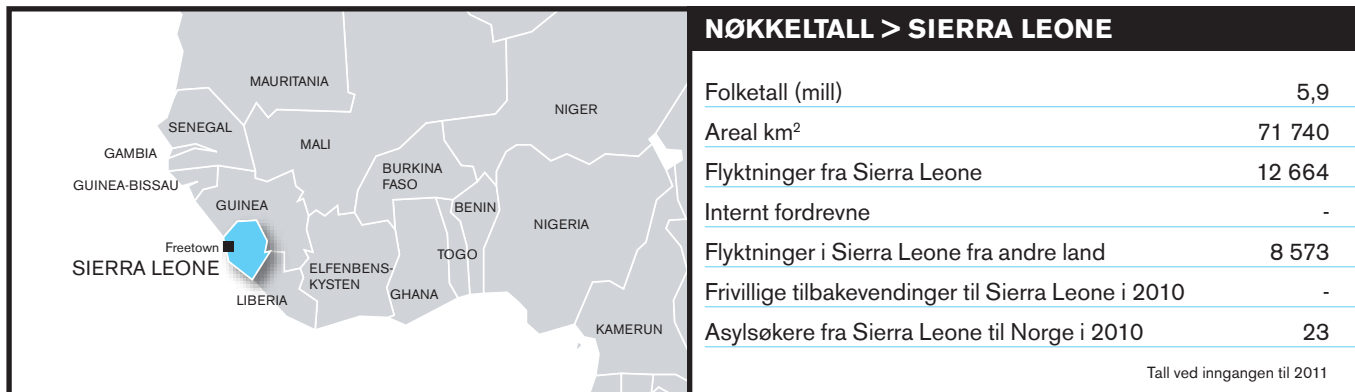 MAURITANIA
NIGER
SENEGAL
MALI
GAMBIA
BURKINA
FASO
GUINEA-BISSAU
GUINEA
BENIN
NIGERIA
Freetown
SIERRA LEONE
TOGO
ELFENBENS-
KYSTEN
GHANA
LIBERIA
KAMERUN
NØKKELTALL > SIERRA LEONE
Folketall (mill) 5,9
Areal km² 71 740
Flyktninger fra Sierra Leone 12 664
Internt fordrevne -
Flyktninger i Sierra Leone fra andre land 8 573
Frivillige tilbakevendinger til Sierra Leone i 2010 -
Asylsøkere fra Sierra Leone til Norge i 2010 23
Tall ved inngangen til 2011